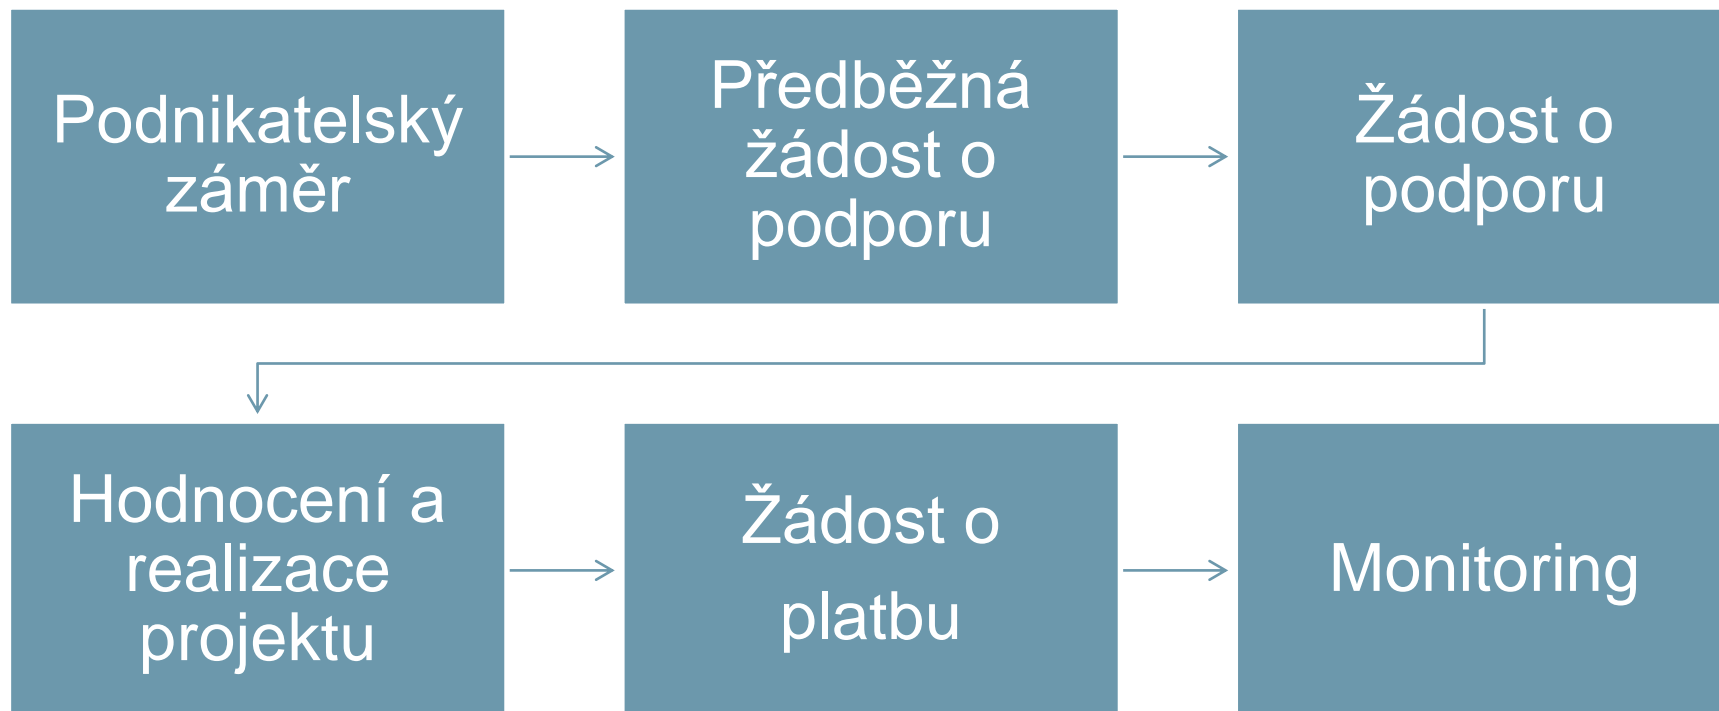 Podnikatelský
záměr
Předběžná
žádost o
podporu
Žádost o
podporu
Hodnocení a
realizace
projektu
Žádost o
platbu
Monitoring